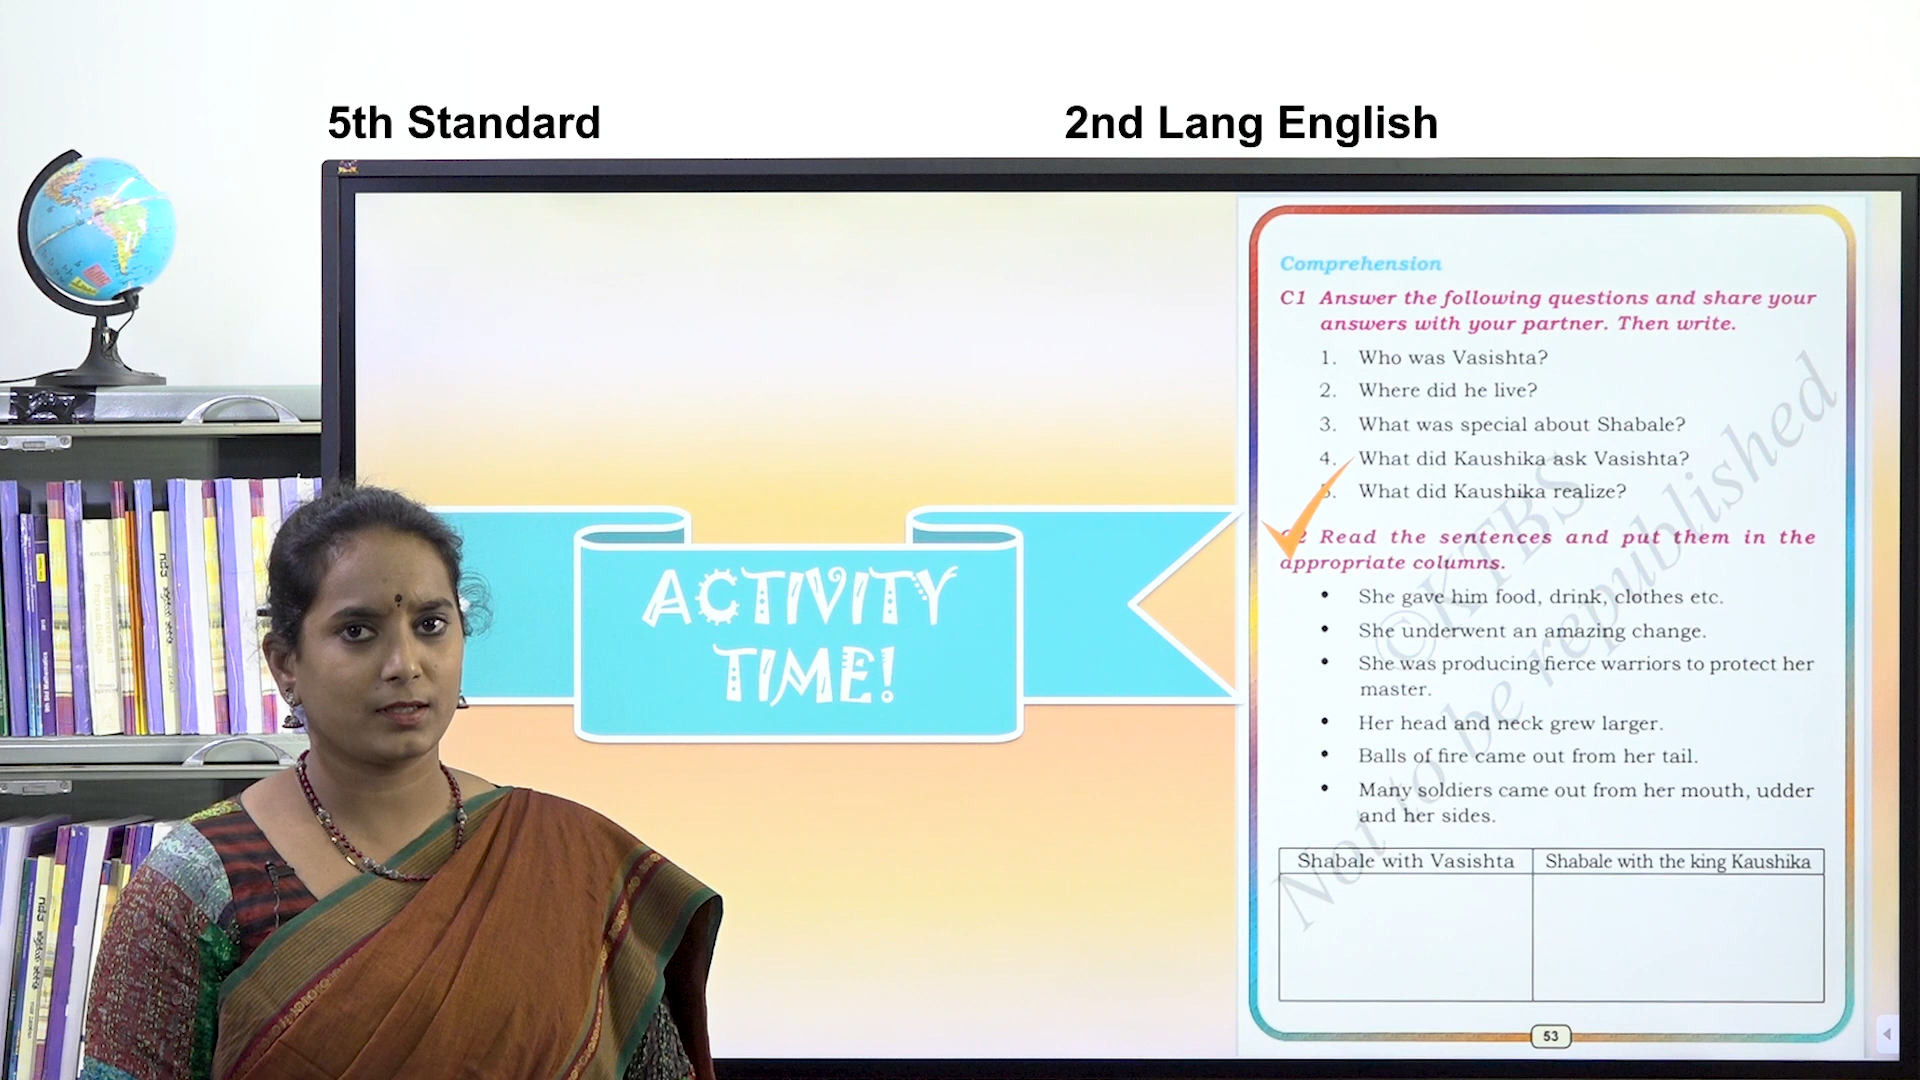 5th Standard
2nd Lang English
ACTIVITY
TIME!
Comprehension
C1 Answer the following questions and share your
answers with your partner. Then write.
1. Who was Vasishta?
2. Where did he live?
3. What was special about Shabale?
4. What did Kaushika ask Vasishta?
5. What did Kaushika realize?
C2 Read the sentences and put them in the
appropriate columns.
• She gave him food, drink, clothes etc.
• She underwent an amazing change.
• She was producing fierce warriors to protect her
master.
• Her head and neck grew larger.
• Balls of fire came out from her tail.
• Many soldiers came out from her mouth, udder
and her sides.
Shabale with Vasishta
Shabale with the king Kaushika
©KTBS
Not to be republished
53